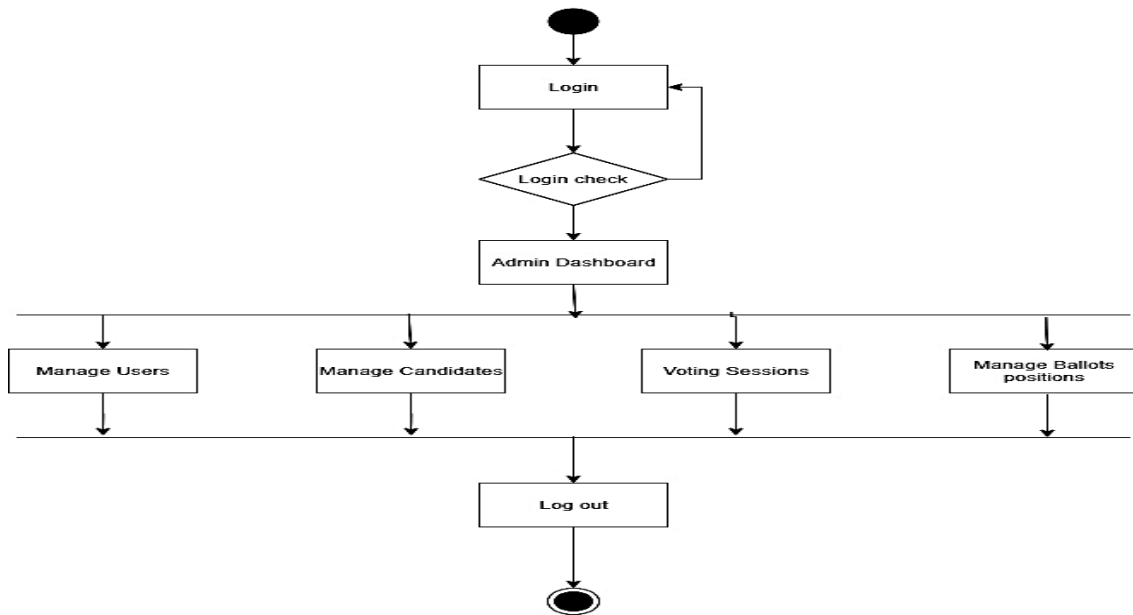 Login
Login check
Admin Dashboard
Manage Users
Manage Candidates
Voting Sessions
Manage Ballots
positions
Log out